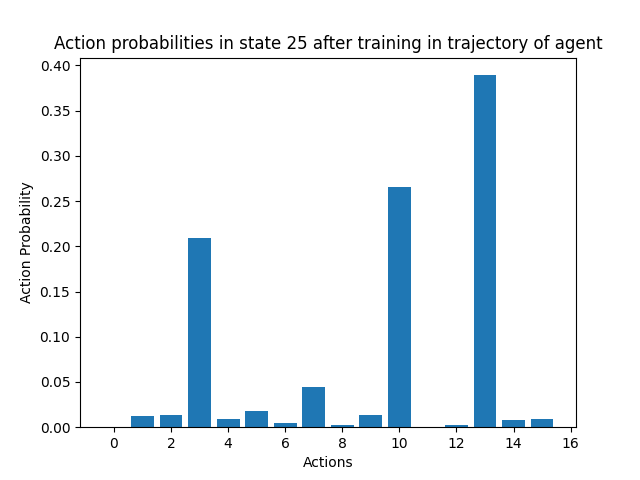 Action probabilities in state 25 after training in trajectory of agent
0.40
0.35
0.30
0.25
0.20
0.15
0.10
0.05
0.00
Action Probability
0 2 4 6 8 10 12 14 16
Actions